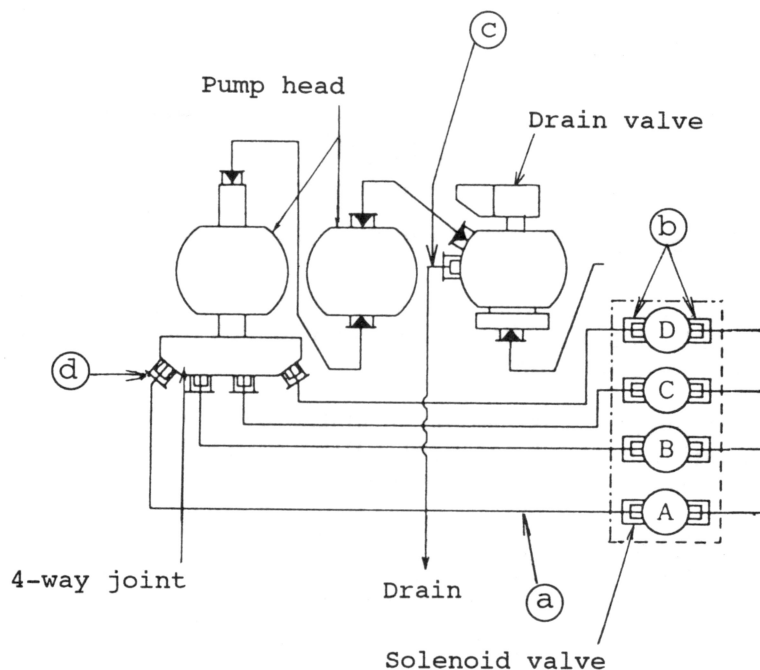 c
Pump head
Drain valve
b
D
d
C
B
A
4-way joint
Drain
a
Solenoid valve